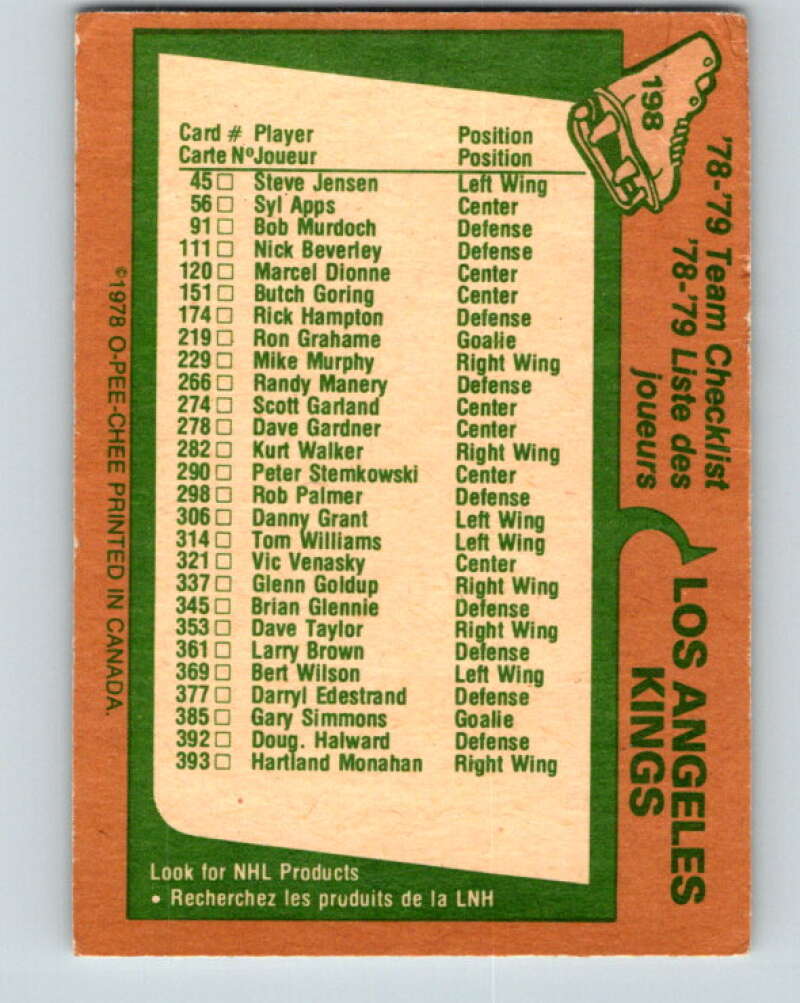 198
'78-'79 Team Checklist
'78-'79 Liste des
joueurs
LOS ANGELES
KINGS
Card # Player Position
Carte Nº Joueur Position
45 □ Steve Jensen Left Wing
56 □ Syl Apps Center
91 □ Bob Murdoch Defense
111 □ Nick Beverley Defense
120 □ Marcel Dionne Center
151 □ Butch Goring Center
174 □ Rick Hampton Defense
219 □ Ron Grahame Goalie
229 □ Mike Murphy Right Wing
266 □ Randy Manery Defense
274 □ Scott Garland Center
278 □ Dave Gardner Center
282 □ Kurt Walker Right Wing
290 □ Peter Stemkowski Center
298 □ Rob Palmer Defense
306 □ Danny Grant Left Wing
314 □ Tom Williams Left Wing
321 □ Vic Venasky Center
337 □ Glenn Goldup Right Wing
345 □ Brian Glennie Defense
353 □ Dave Taylor Right Wing
361 □ Larry Brown Defense
369 □ Bert Wilson Left Wing
377 □ Darryl Edestrand Defense
385 □ Gary Simmons Goalie
392 □ Doug. Halward Defense
393 □ Hartland Monahan Right Wing
Look for NHL Products
• Recherchez les produits de la LNH
©1978 O-PEE-CHEE PRINTED IN CANADA.